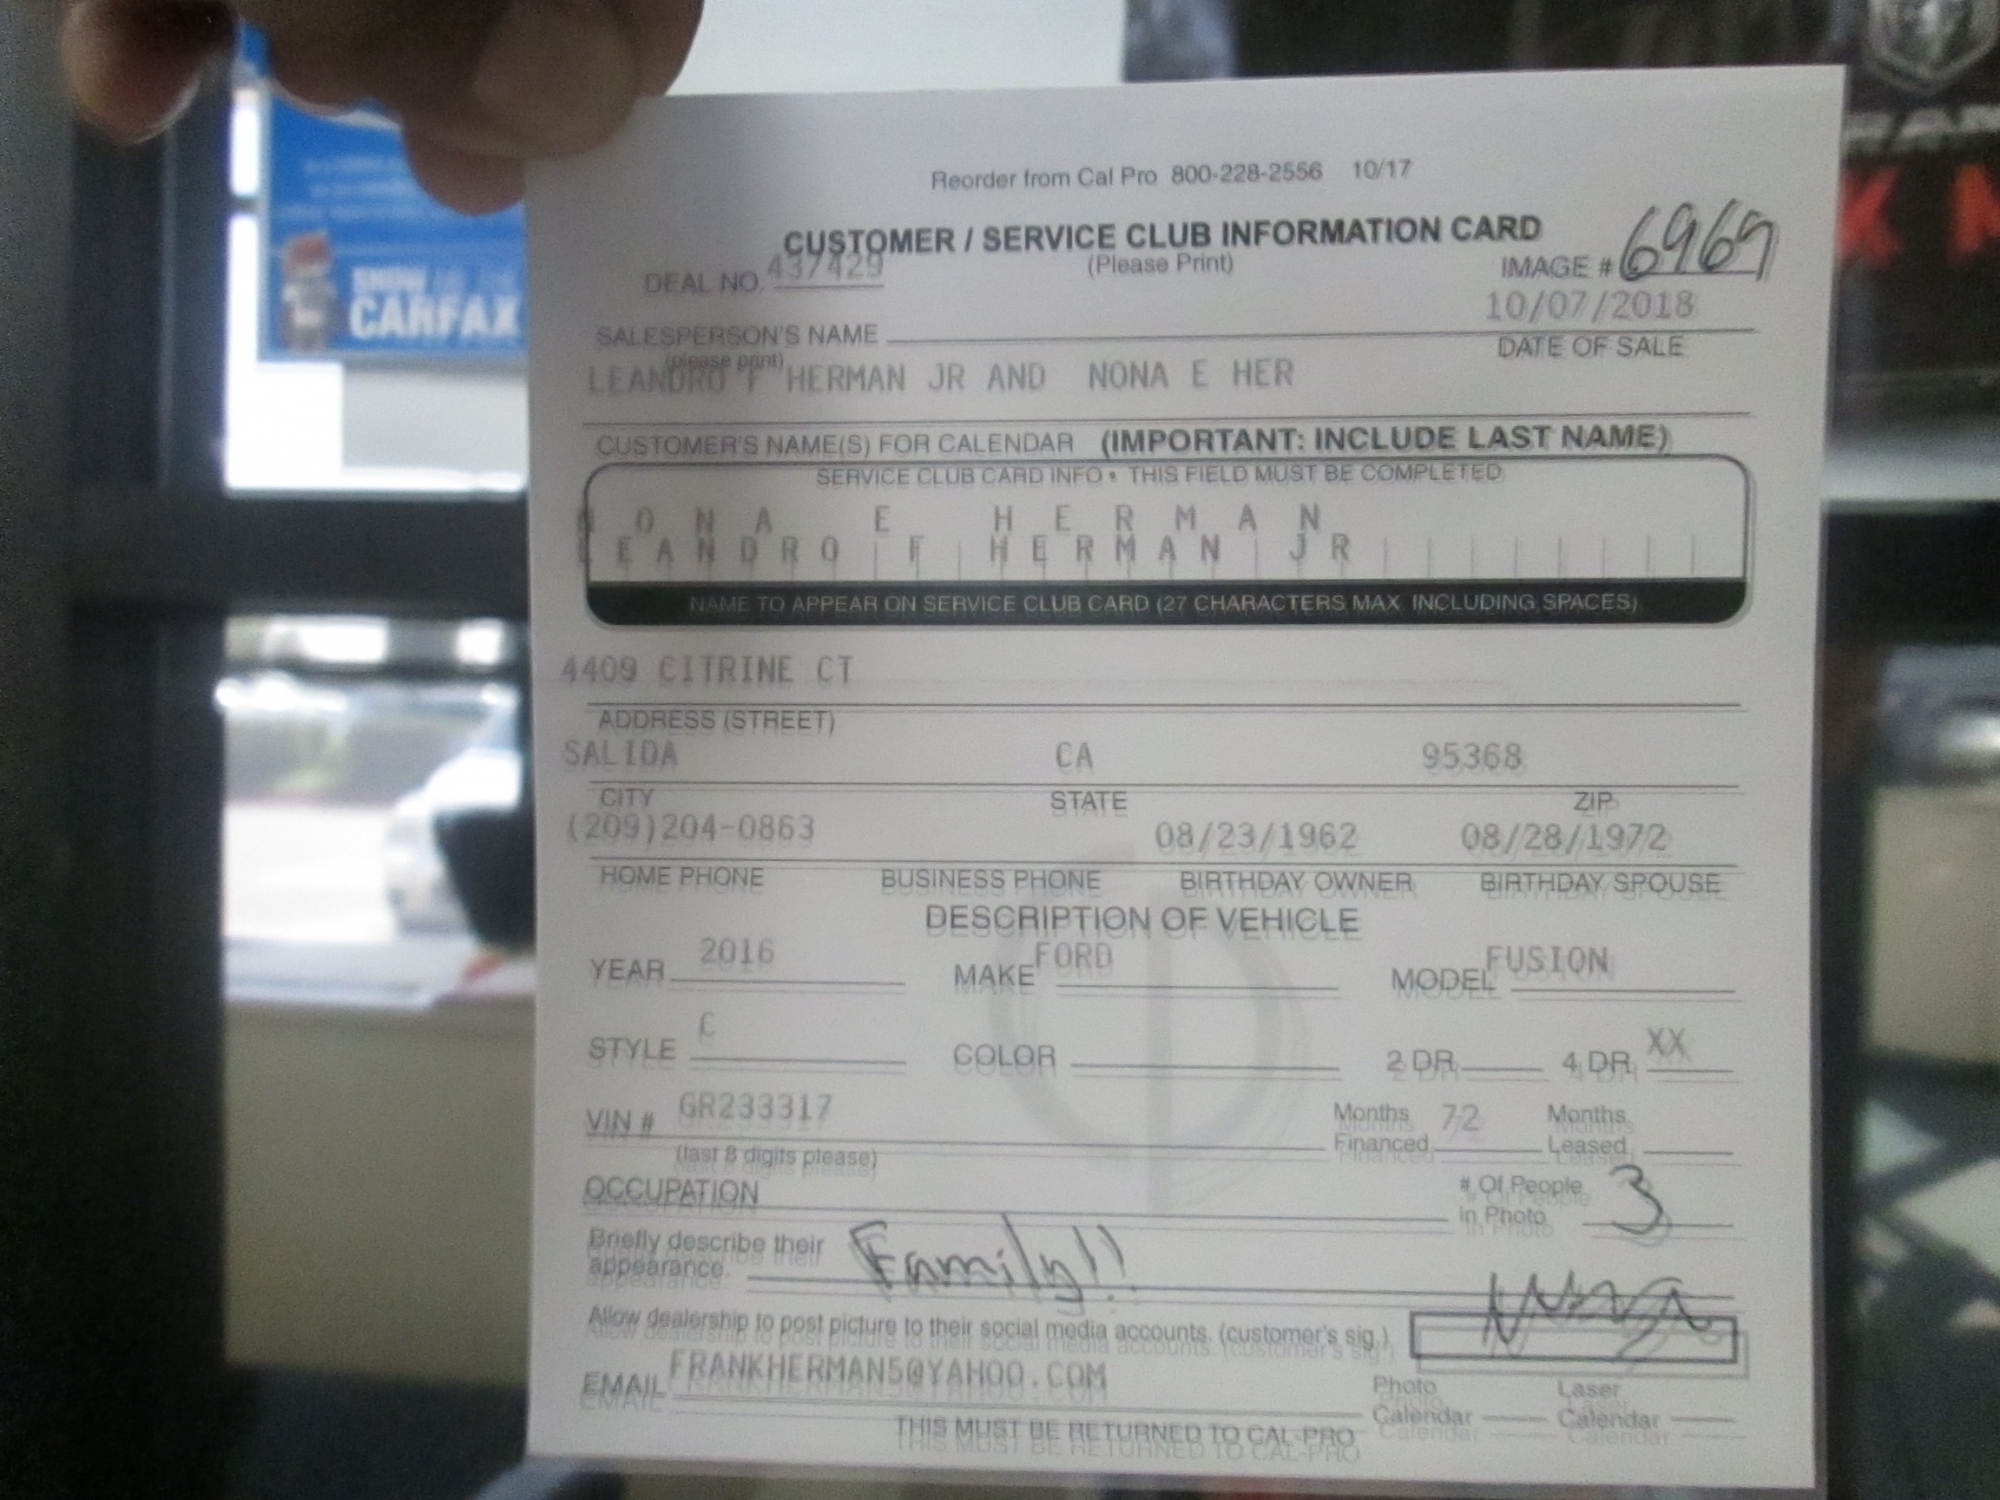 Reorder from Cal Pro 800-228-2556 10/17
CUSTOMER / SERVICE CLUB INFORMATION CARD
(Please Print)
DEAL NO. 437429
IMAGE # 6969
10/07/2018
SALESPERSON'S NAME
(please print)
DATE OF SALE
LEANDRO F HERMAN JR AND NONA E HER
CUSTOMER'S NAME(S) FOR CALENDAR (IMPORTANT: INCLUDE LAST NAME)
SERVICE CLUB CARD INFO • THIS FIELD MUST BE COMPLETED
NONA E HERMAN
LEANDRO F HERMAN JR
NAME TO APPEAR ON SERVICE CLUB CARD (27 CHARACTERS MAX. INCLUDING SPACES)
4409 CITRINE CT
ADDRESS (STREET)
SALIDA CA 95368
CITY STATE ZIP
(209)204-0863 08/23/1962 08/28/1972
HOME PHONE BUSINESS PHONE BIRTHDAY OWNER BIRTHDAY SPOUSE
DESCRIPTION OF VEHICLE
YEAR 2016 MAKE FORD MODEL FUSION
STYLE C COLOR 2 DR. 4 DR. XX
VIN # GR233317 Months Financed 72 Months Leased
(last 8 digits please)
OCCUPATION # Of People in Photo 3
Briefly describe their appearance. Family!!
Allow dealership to post picture to their social media accounts. (customer's sig.)
EMAIL FRANKHERMAN5@YAHOO.COM
Photo Calendar Laser Calendar
THIS MUST BE RETURNED TO CAL-PRO
SHOW
CARFAX